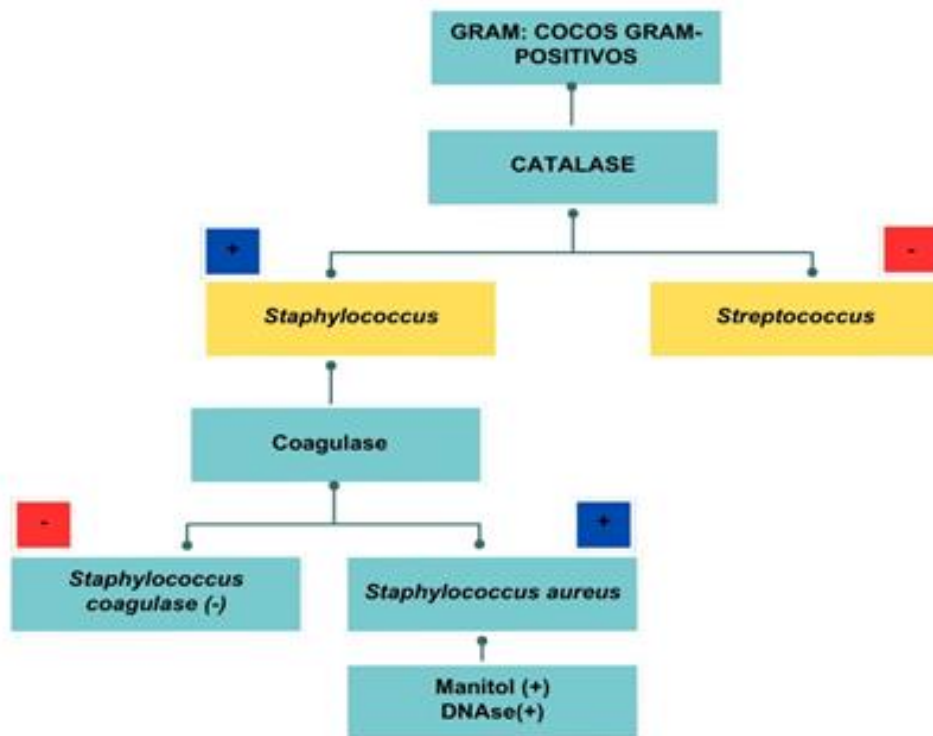 GRAM: COCOS GRAM-
POSITIVOS
CATALASE
+
-
Staphylococcus
Streptococcus
Coagulase
-
+
Staphylococcus
coagulase (-)
Staphylococcus aureus
Manitol (+)
DNAse(+)